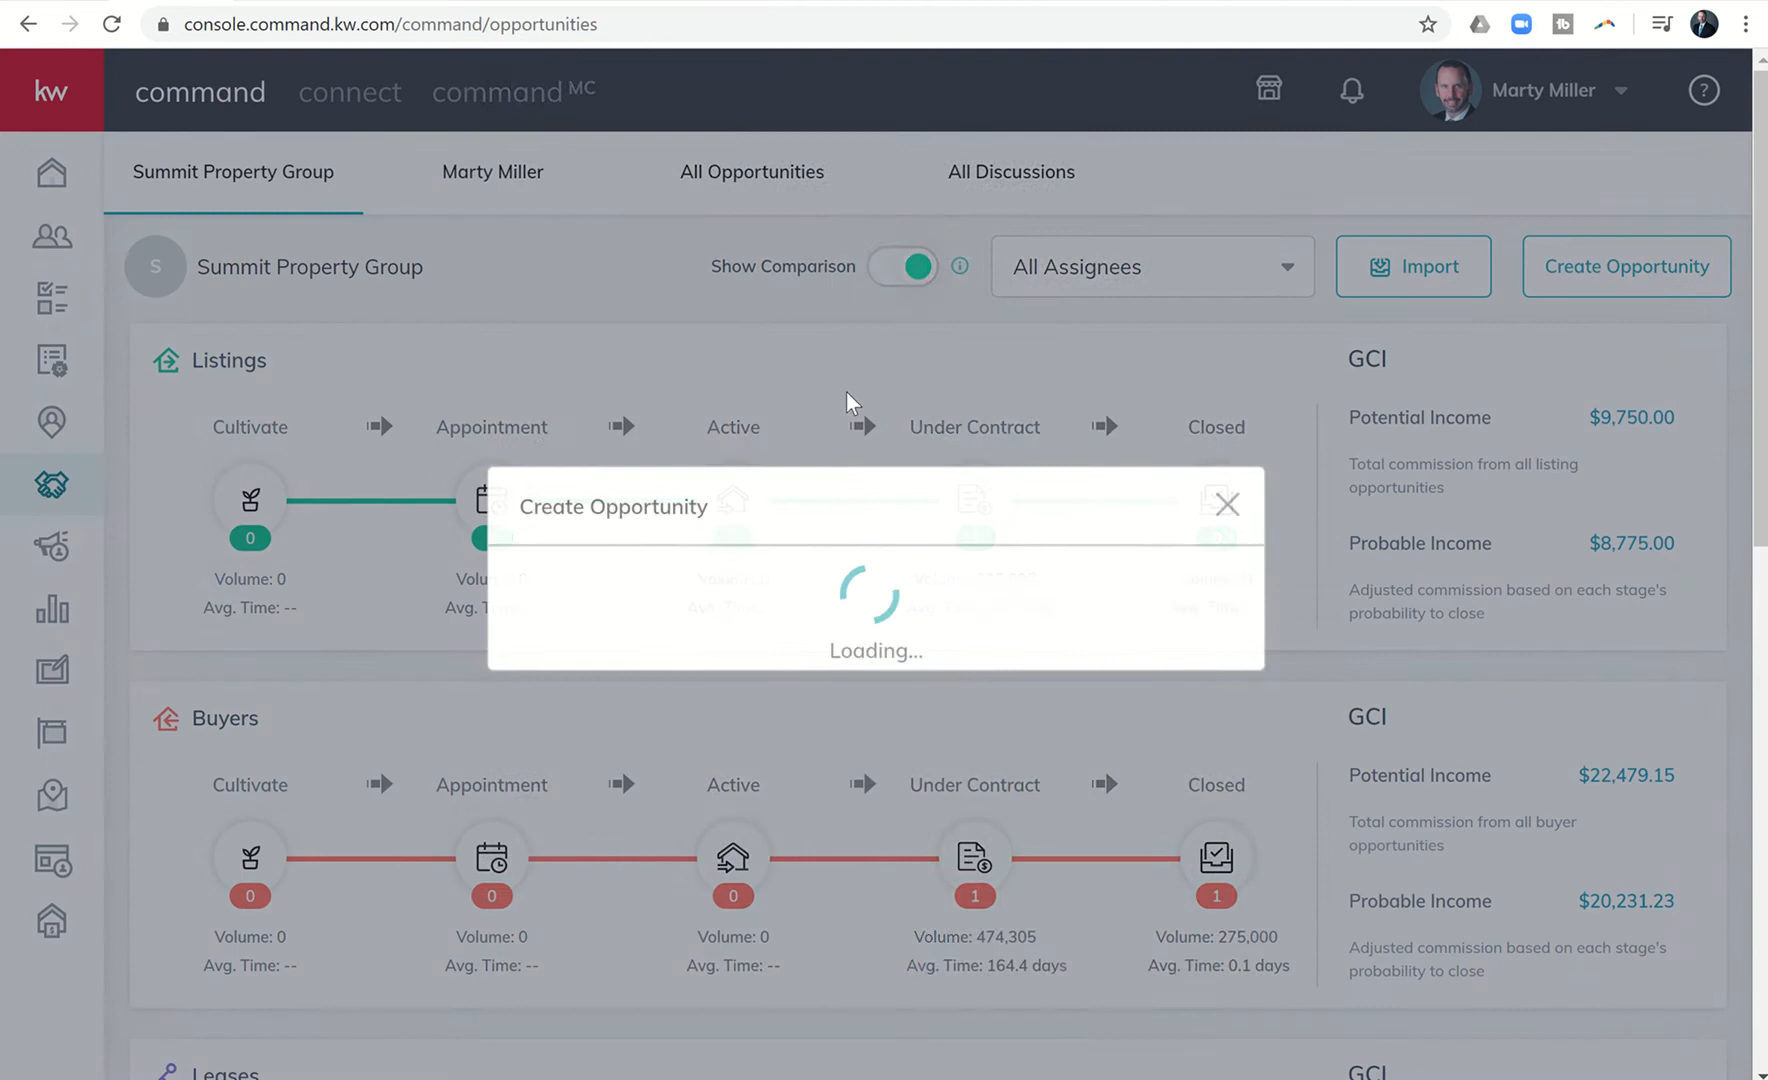 console.command.kw.com/command/opportunities
kw
command
connect
command MC
Marty Miller
?
Summit Property Group
Marty Miller
All Opportunities
All Discussions
S
Summit Property Group
Show Comparison
All Assignees
Import
Create Opportunity
Listings
GCI
Cultivate
Appointment
Active
Under Contract
Closed
Potential Income
$9,750.00
Total commission from all listing
opportunities
0
Volume: 0
Avg. Time: --
Create Opportunity
Loading...
Probable Income
$8,775.00
Adjusted commission based on each stage's
probability to close
Buyers
GCI
Cultivate
Appointment
Active
Under Contract
Closed
Potential Income
$22,479.15
Total commission from all buyer
opportunities
0
0
0
1
1
Probable Income
$20,231.23
Volume: 0
Volume: 0
Volume: 0
Volume: 474,305
Volume: 275,000
Avg. Time: --
Avg. Time: --
Avg. Time: --
Avg. Time: 164.4 days
Avg. Time: 0.1 days
Adjusted commission based on each stage's
probability to close
Leases
GCI